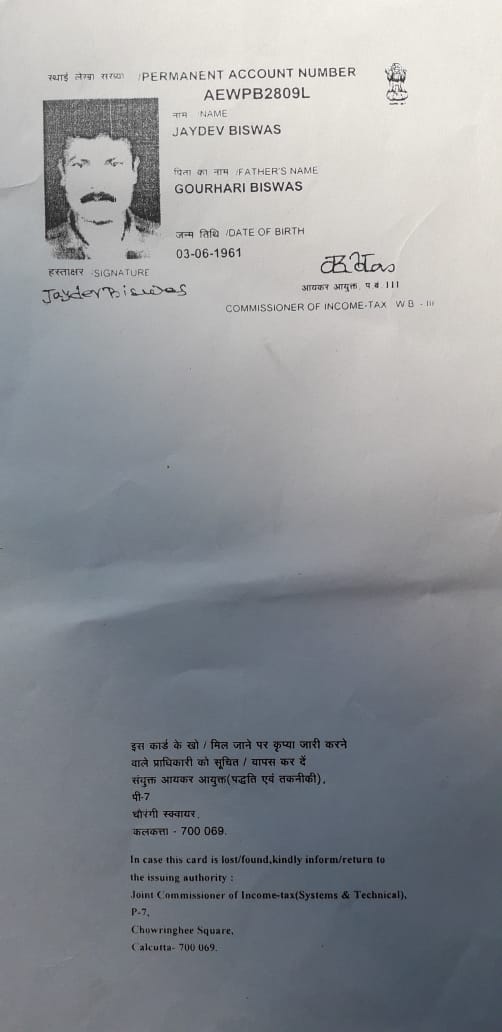 स्थाई लेखा संख्या /PERMANENT ACCOUNT NUMBER
AEWPB2809L
नाम /NAME
JAYDEV BISWAS
पिता का नाम /FATHER'S NAME
GOURHARI BISWAS
जन्म तिथि /DATE OF BIRTH
03-06-1961
हस्ताक्षर /SIGNATURE
Jaydev Biswas
आयकर आयुक्त, प.बं. III
COMMISSIONER OF INCOME-TAX W B - III
इस कार्ड के खो / मिल जाने पर कृप्या जारी करने
वाले प्राधिकारी को सूचित / वापस कर दें
संयुक्त आयकर आयुक्त(पद्धति एवं तकनीकी),
पी-7
चौरंगी स्क्वायर,
कलकत्ता - 700 069.
In case this card is lost/found,kindly inform/return to
the issuing authority :
Joint Commissioner of Income-tax(Systems & Technical),
P-7,
Chowringhee Square,
Calcutta- 700 069.